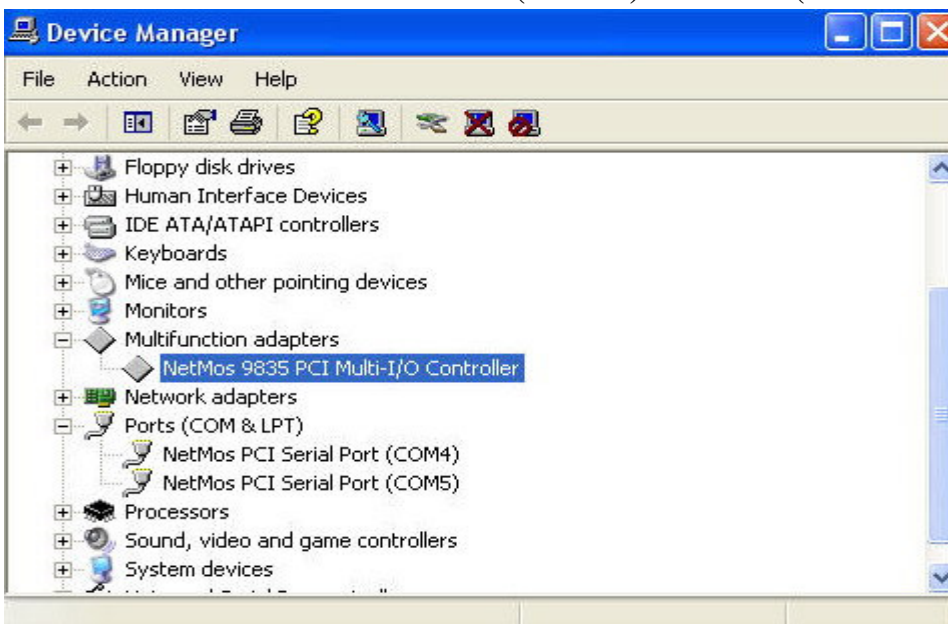 Device Manager
File Action View Help
Floppy disk drives
Human Interface Devices
IDE ATA/ATAPI controllers
Keyboards
Mice and other pointing devices
Monitors
Multifunction adapters
NetMos 9835 PCI Multi-I/O Controller
Network adapters
Ports (COM & LPT)
NetMos PCI Serial Port (COM4)
NetMos PCI Serial Port (COM5)
Processors
Sound, video and game controllers
System devices